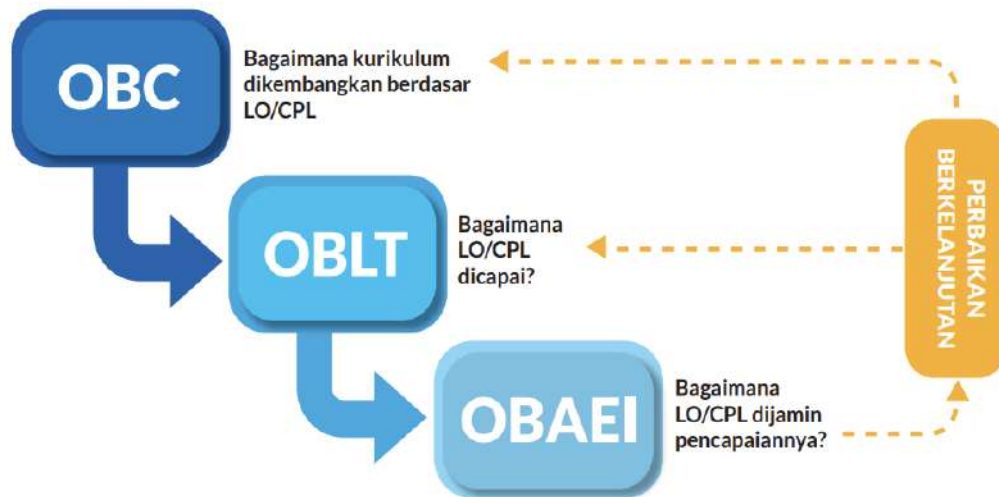 OBC
Bagaimana kurikulum
dikembangkan berdasar
LO/CPL
OBLT
Bagaimana
LO/CPL
dicapai?
OBAEI
Bagaimana
LO/CPL dijamin
pencapaiannya?
PERBAIKAN
BERKELANJUTAN